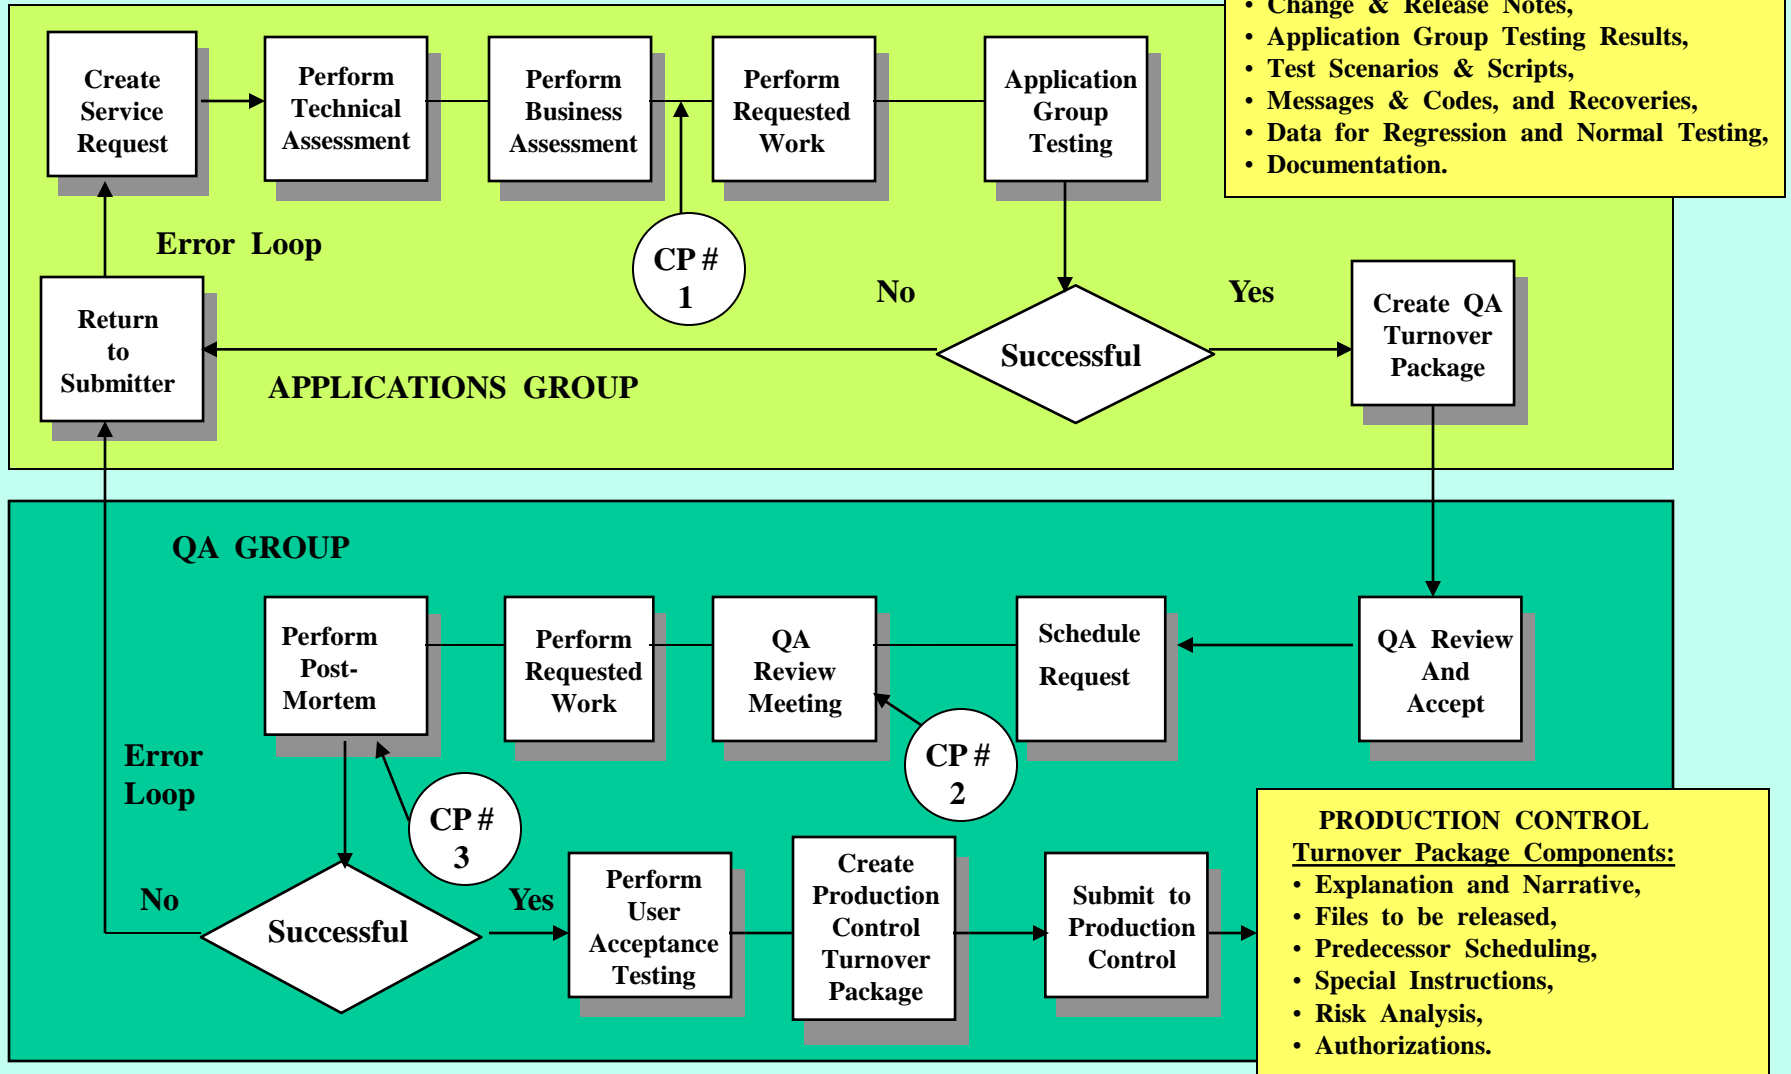 • Change & Release Notes,
• Application Group Testing Results,
• Test Scenarios & Scripts,
• Messages & Codes, and Recoveries,
• Data for Regression and Normal Testing,
• Documentation.
Create
Service
Request
Perform
Technical
Assessment
Perform
Business
Assessment
Perform
Requested
Work
Application
Group
Testing
Error Loop
CP #
1
No
Yes
Return
to
Submitter
Successful
Create QA
Turnover
Package
APPLICATIONS GROUP
QA GROUP
Perform
Post-
Mortem
Perform
Requested
Work
QA
Review
Meeting
Schedule
Request
QA Review
And
Accept
Error
Loop
CP #
2
CP #
3
No
Successful
Yes
Perform
User
Acceptance
Testing
Create
Production
Control
Turnover
Package
Submit to
Production
Control
PRODUCTION CONTROL
Turnover Package Components:
• Explanation and Narrative,
• Files to be released,
• Predecessor Scheduling,
• Special Instructions,
• Risk Analysis,
• Authorizations.